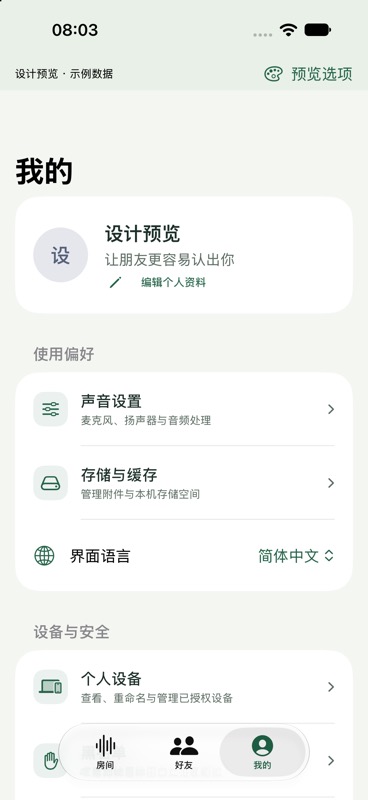 08:03
设计预览 · 示例数据
预览选项
我的
设
设计预览
让朋友更容易认出你
编辑个人资料
使用偏好
声音设置
麦克风、扬声器与音频处理
存储与缓存
管理附件与本机存储空间
界面语言
简体中文
设备与安全
个人设备
查看、重命名与管理已授权设备
房间
好友
我的